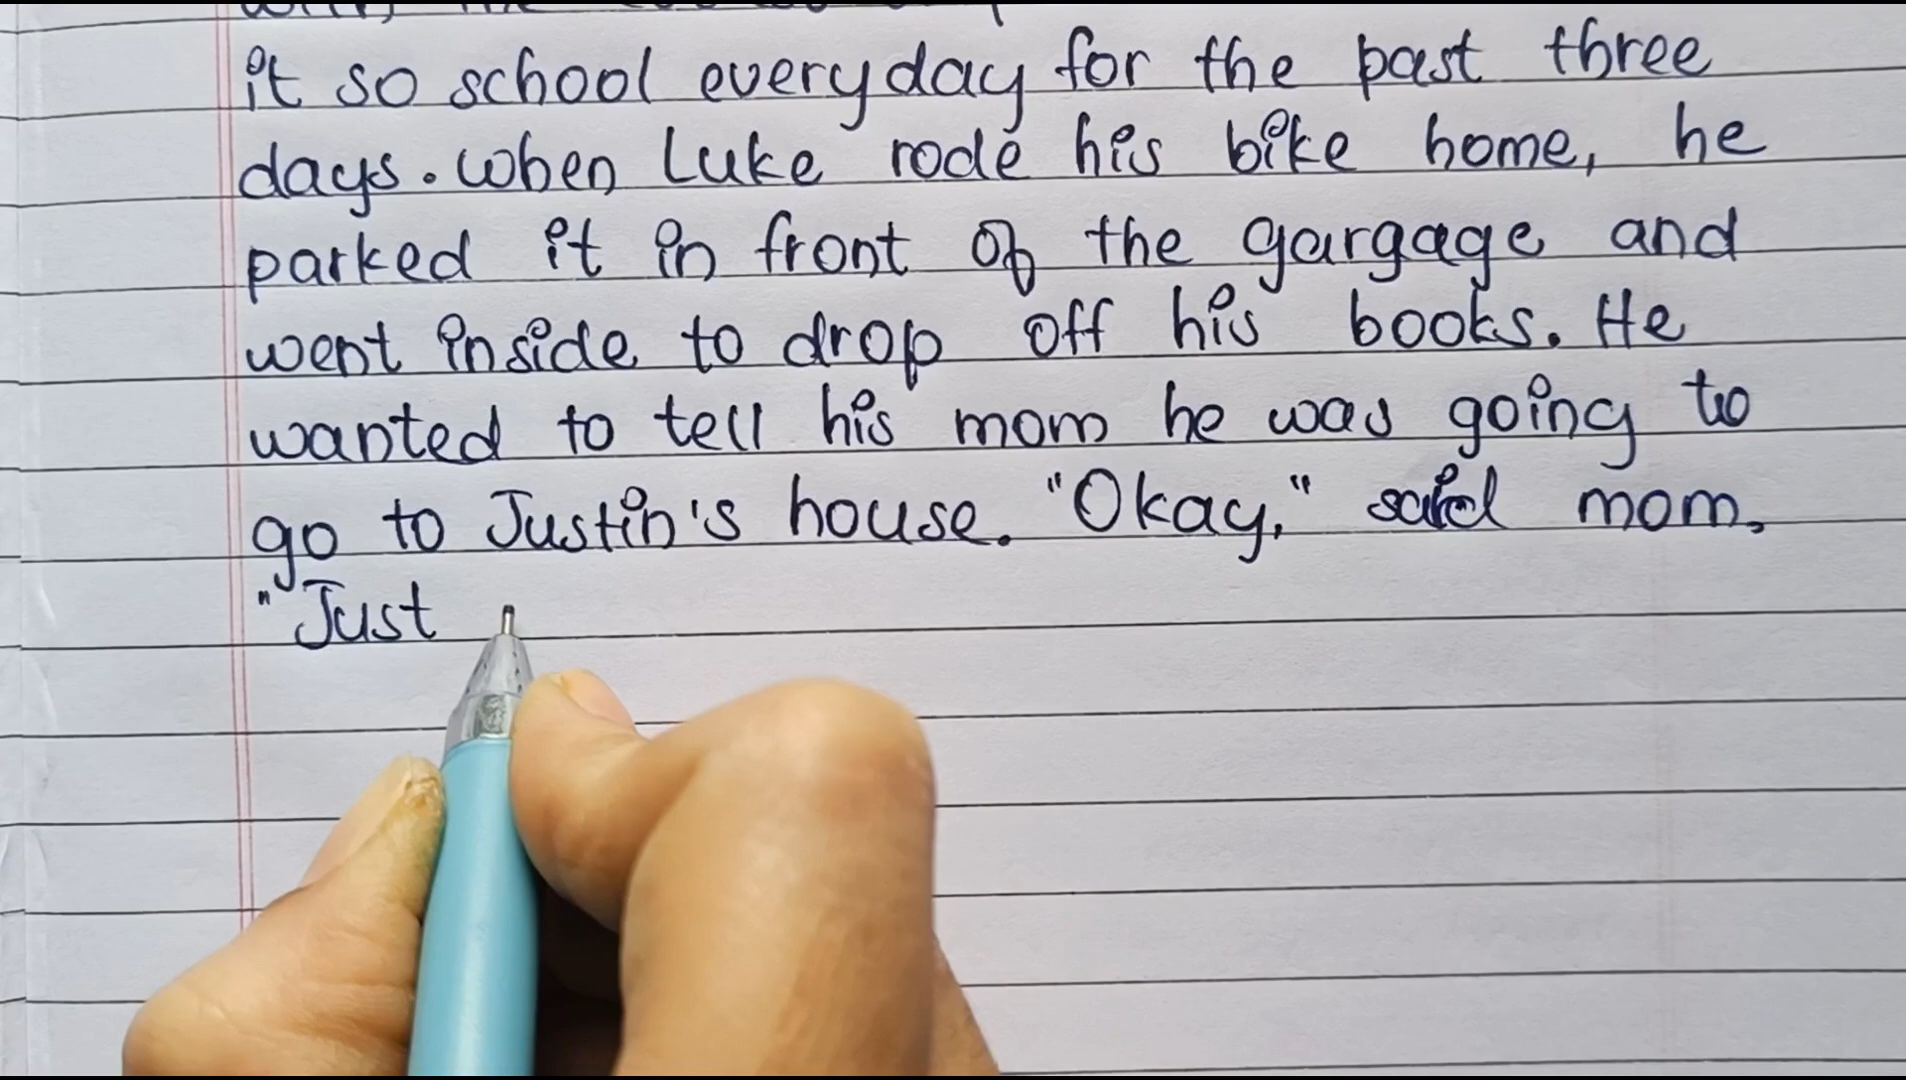 it so school everyday for the past three
days. When Luke rode his bike home, he
parked it in front of the gargage and
went inside to drop off his books. He
wanted to tell his mom he was going to
go to Justin's house. "Okay," said mom,
"Just